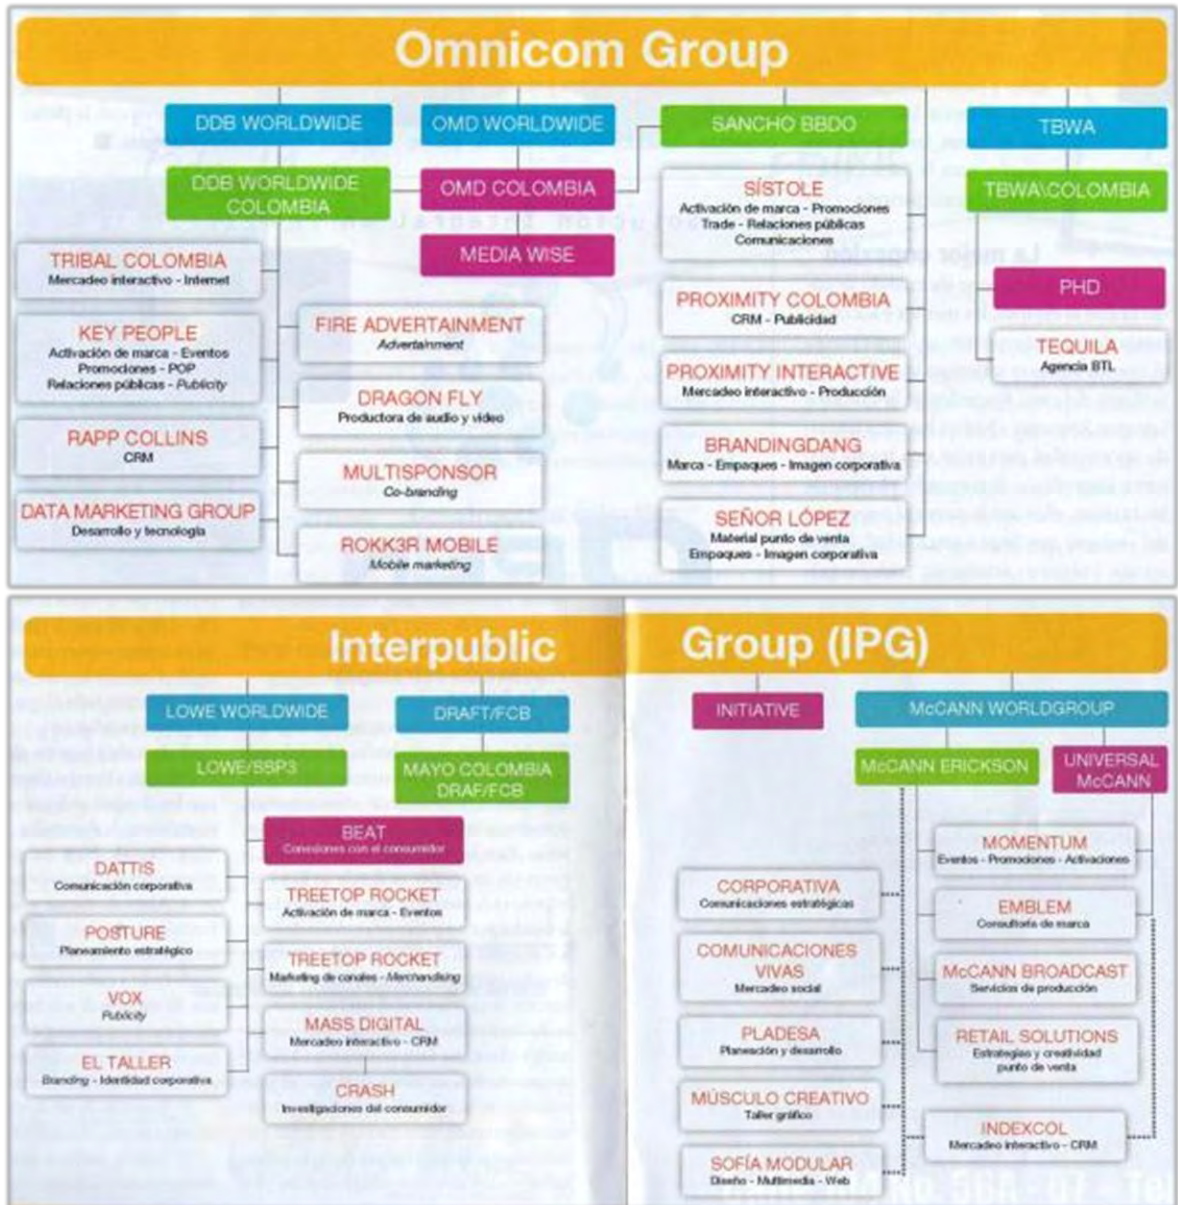 Omnicom Group
DDB WORLDWIDE
DDB WORLDWIDE
COLOMBIA
TRIBAL COLOMBIA
Mercadeo interactivo - Internet
KEY PEOPLE
Activación de marca - Eventos
Promociones - POP
Relaciones públicas - Publicity
RAPP COLLINS
CRM
DATA MARKETING GROUP
Desarrollo y tecnología
FIRE ADVERTAINMENT
Advertainment
DRAGON FLY
Productora de audio y video
MULTISPONSOR
Co-branding
ROKK3R MOBILE
Mobile marketing
OMD WORLDWIDE
OMD COLOMBIA
MEDIA WISE
SANCHO BBDO
SÍSTOLE
Activación de marca - Promociones
Trade - Relaciones públicas
Comunicaciones
PROXIMITY COLOMBIA
CRM - Publicidad
PROXIMITY INTERACTIVE
Mercadeo interactivo - Producción
BRANDINGDANG
Marca - Empaques - Imagen corporativa
SEÑOR LÓPEZ
Material punto de venta
Empaques - Imagen corporativa
TBWA
TBWA\COLOMBIA
PHD
TEQUILA
Agencia BTL
Interpublic Group (IPG)
LOWE WORLDWIDE
LOWE/SSP3
DRAFT/FCB
MAYO COLOMBIA
DRAF/FCB
BEAT
Conexiones con el consumidor
DATTIS
Comunicación corporativa
POSTURE
Planeamiento estratégico
VOX
Publicity
EL TALLER
Branding - Identidad corporativa
TREETOP ROCKET
Activación de marca - Eventos
TREETOP ROCKET
Marketing de canales - Merchandising
MASS DIGITAL
Mercadeo interactivo - CRM
CRASH
Investigaciones del consumidor
INITIATIVE
McCANN WORLDGROUP
McCANN ERICKSON
UNIVERSAL
McCANN
CORPORATIVA
Comunicaciones estratégicas
COMUNICACIONES
VIVAS
Mercadeo social
PLADESA
Planeación y desarrollo
MÚSCULO CREATIVO
Taller gráfico
SOFÍA MODULAR
Diseño - Multimedia - Web
MOMENTUM
Eventos - Promociones - Activaciones
EMBLEM
Consultoría de marca
McCANN BROADCAST
Servicios de producción
RETAIL SOLUTIONS
Estrategias y creatividad
punto de venta
INDEXCOL
Mercadeo interactivo - CRM